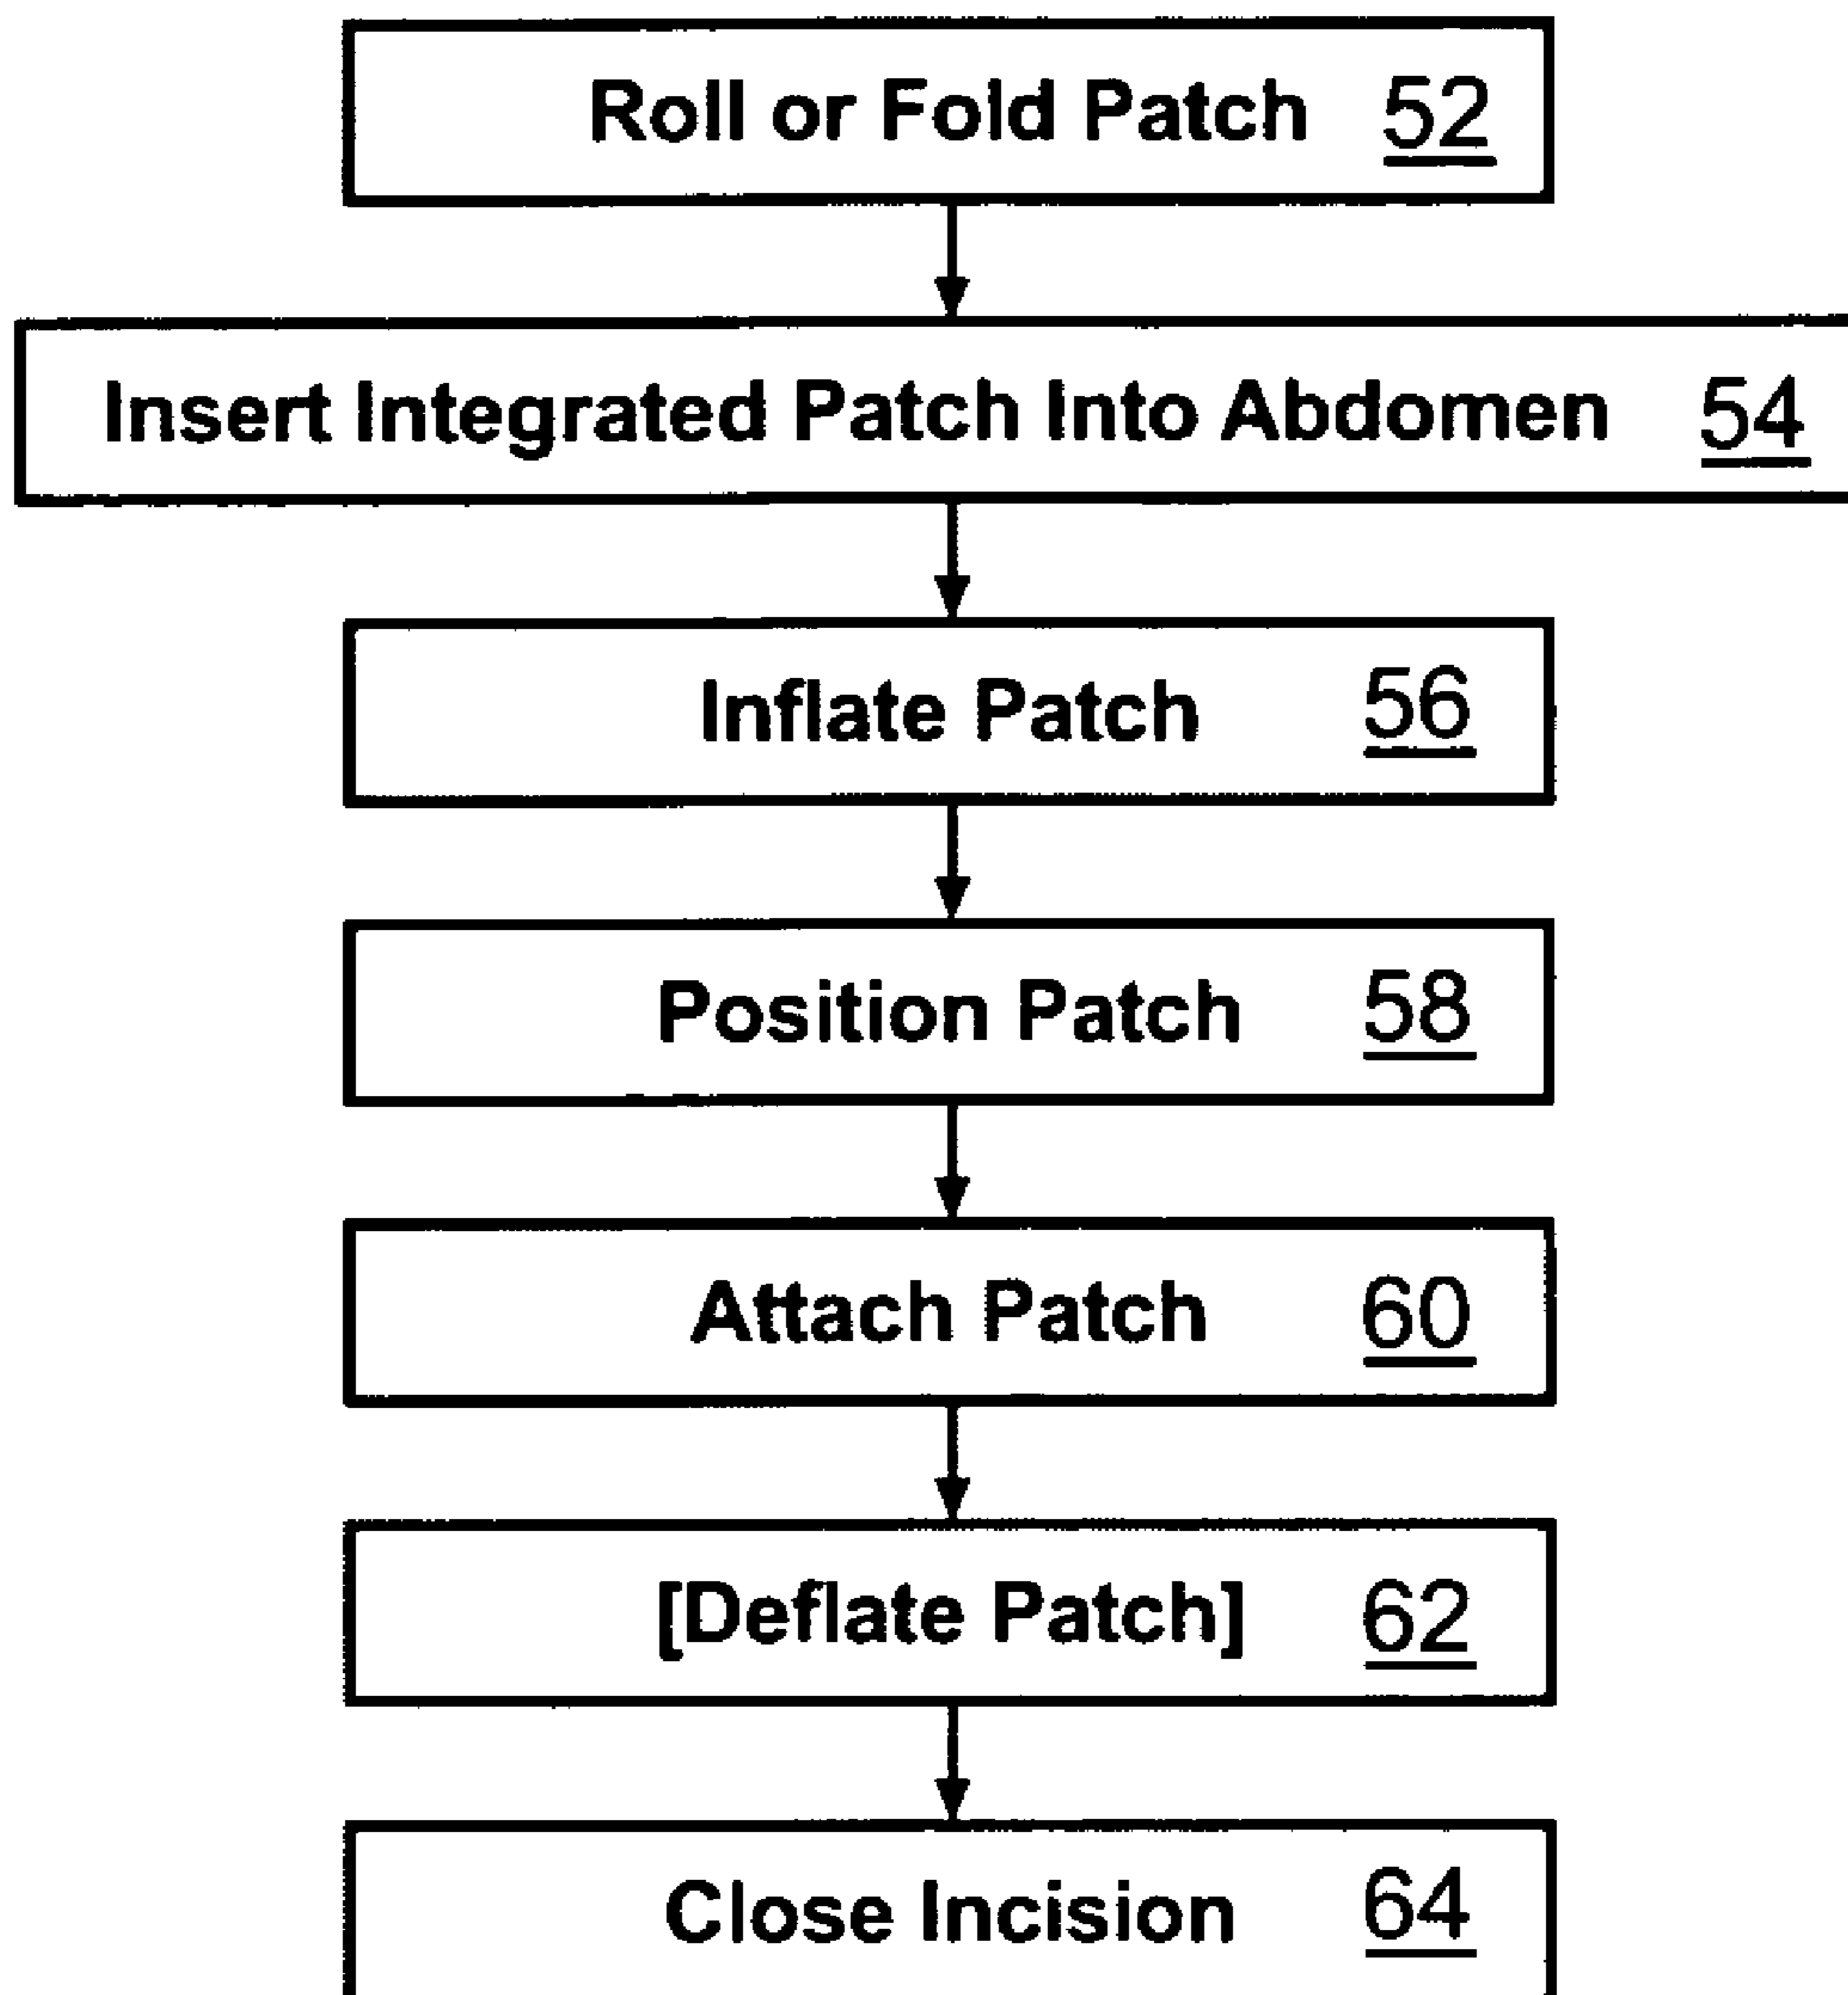 Roll or Fold Patch 52
Insert Integrated Patch Into Abdomen 54
Inflate Patch 56
Position Patch 58
Attach Patch 60
[Deflate Patch] 62
Close Incision 64